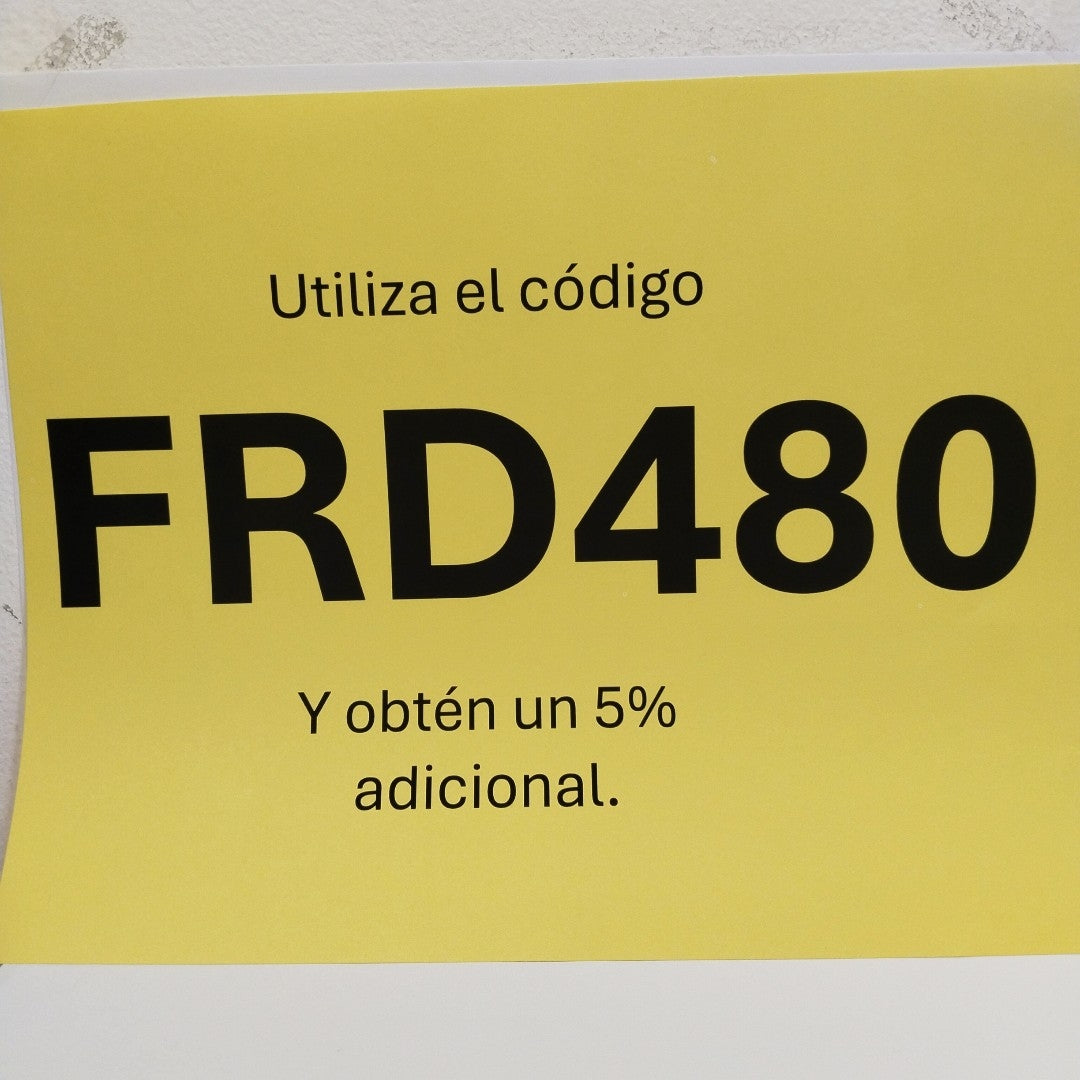 Utiliza el código
FRD480
Y obtén un 5%
adicional.